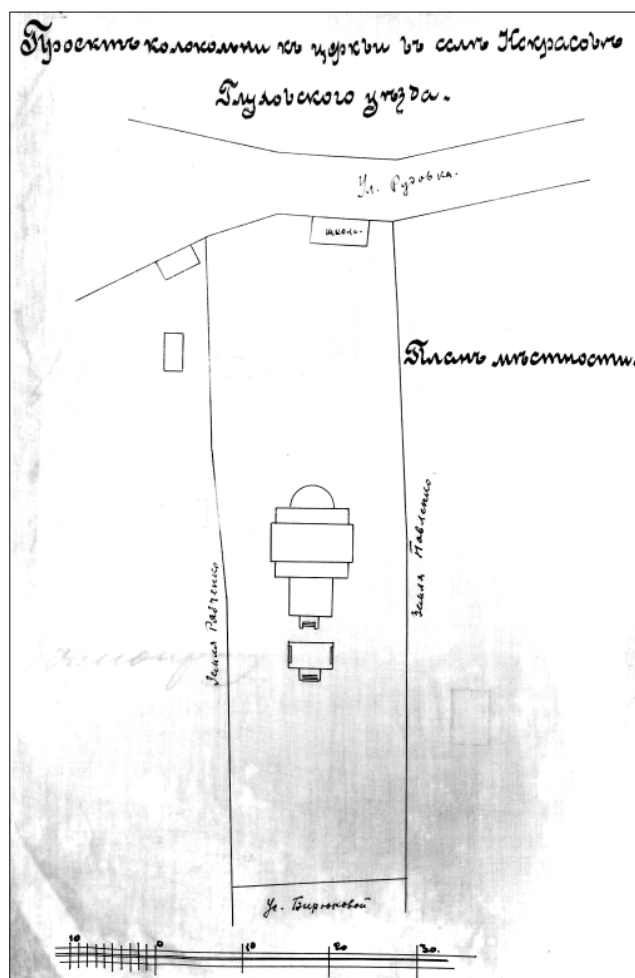 Проектъ колокольни къ церкви въ селѣ Некрасовѣ
Глуховского уѣзда.
Ул. Рудовка.
школа.
Планъ мѣстности.
Земля Павленко
Земля Радченко
Ус. Бирюковой
10 0 10 20 30.